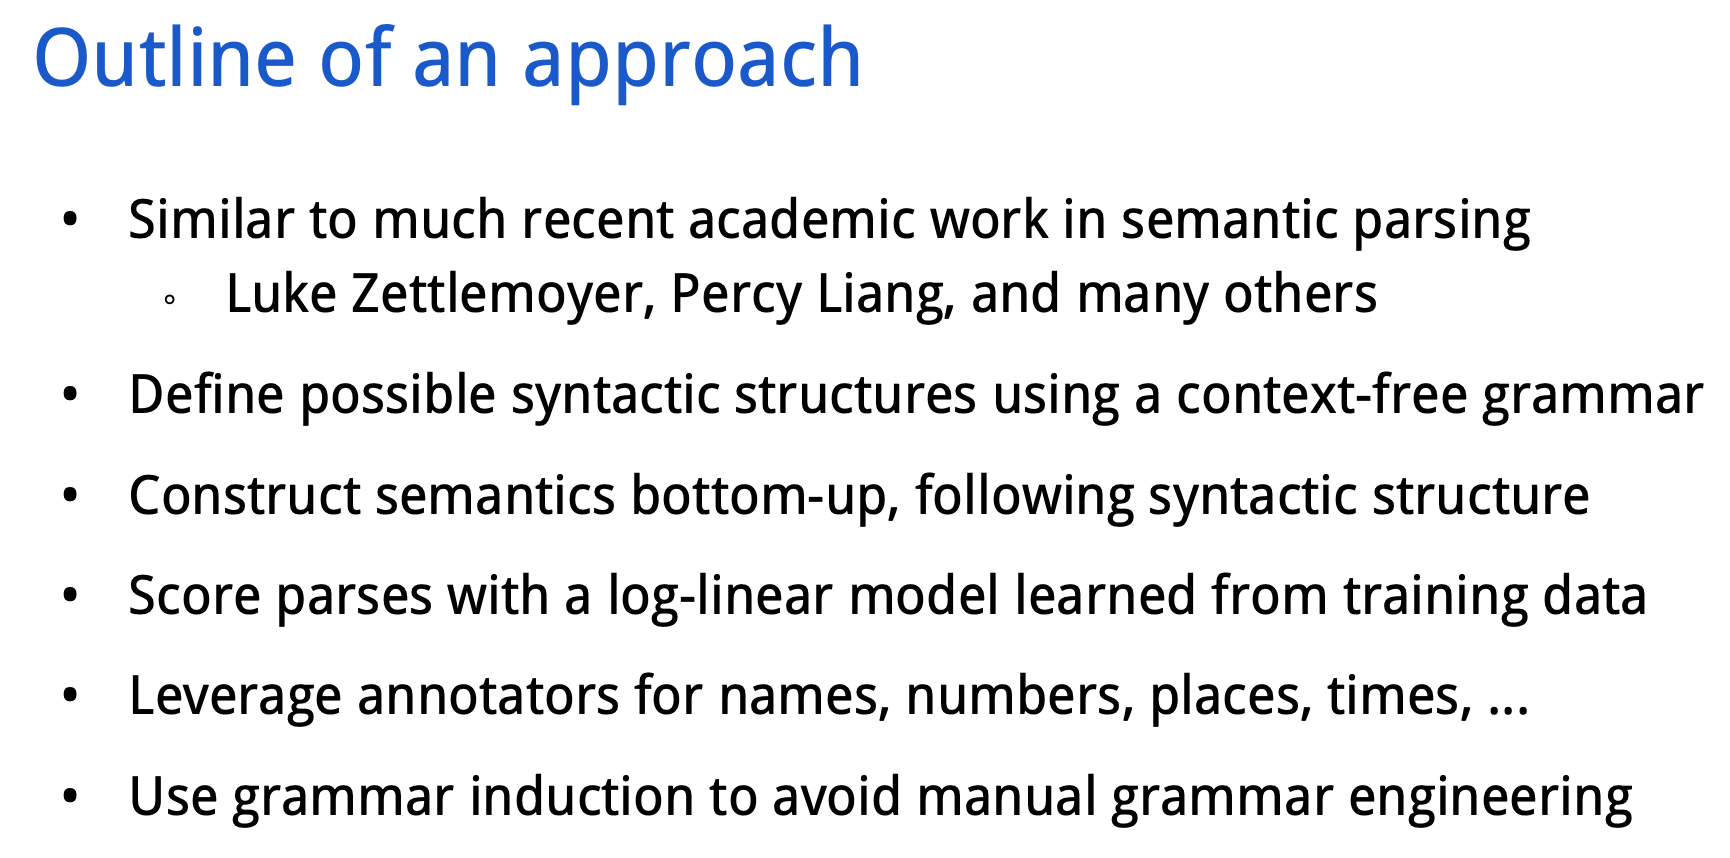 Outline of an approach
• Similar to much recent academic work in semantic parsing
◦ Luke Zettlemoyer, Percy Liang, and many others
• Define possible syntactic structures using a context-free grammar
• Construct semantics bottom-up, following syntactic structure
• Score parses with a log-linear model learned from training data
• Leverage annotators for names, numbers, places, times, ...
• Use grammar induction to avoid manual grammar engineering